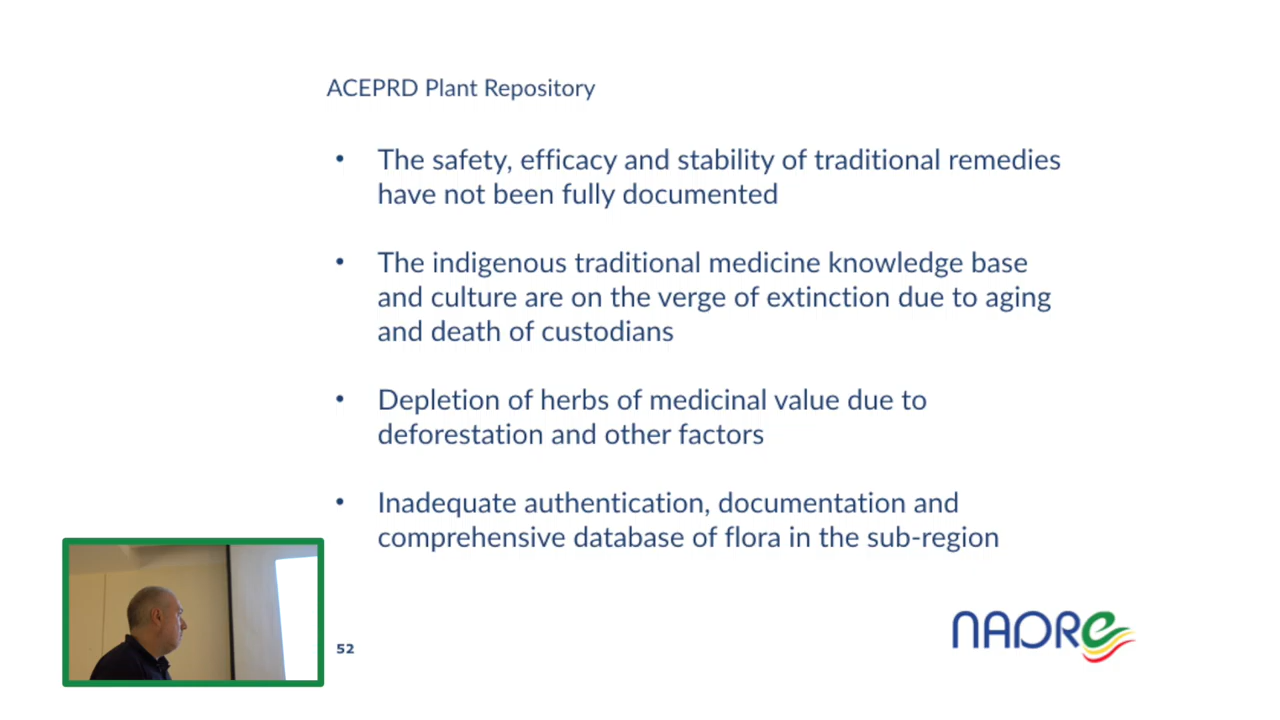 ACEPRD Plant Repository
• The safety, efficacy and stability of traditional remedies
have not been fully documented
• The indigenous traditional medicine knowledge base
and culture are on the verge of extinction due to aging
and death of custodians
• Depletion of herbs of medicinal value due to
deforestation and other factors
• Inadequate authentication, documentation and
comprehensive database of flora in the sub-region
52
NADRe